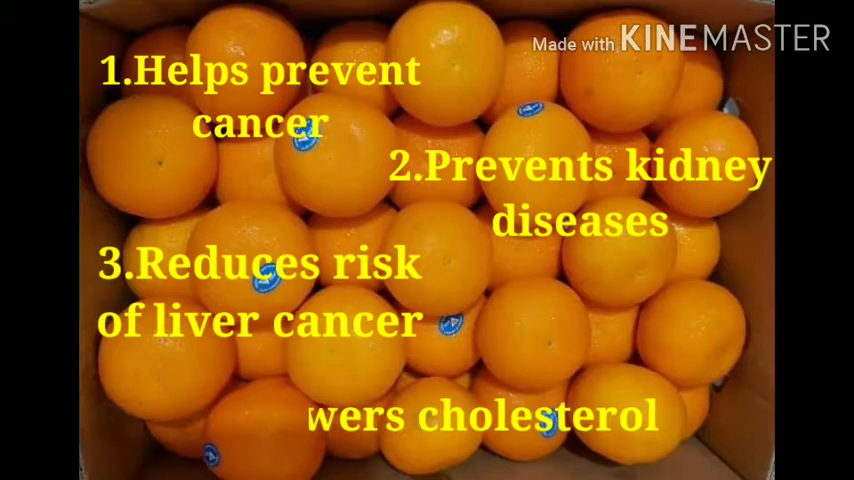 Made with KINEMASTER
1.Helps prevent
cancer
2.Prevents kidney
diseases
3.Reduces risk
of liver cancer
wers cholesterol